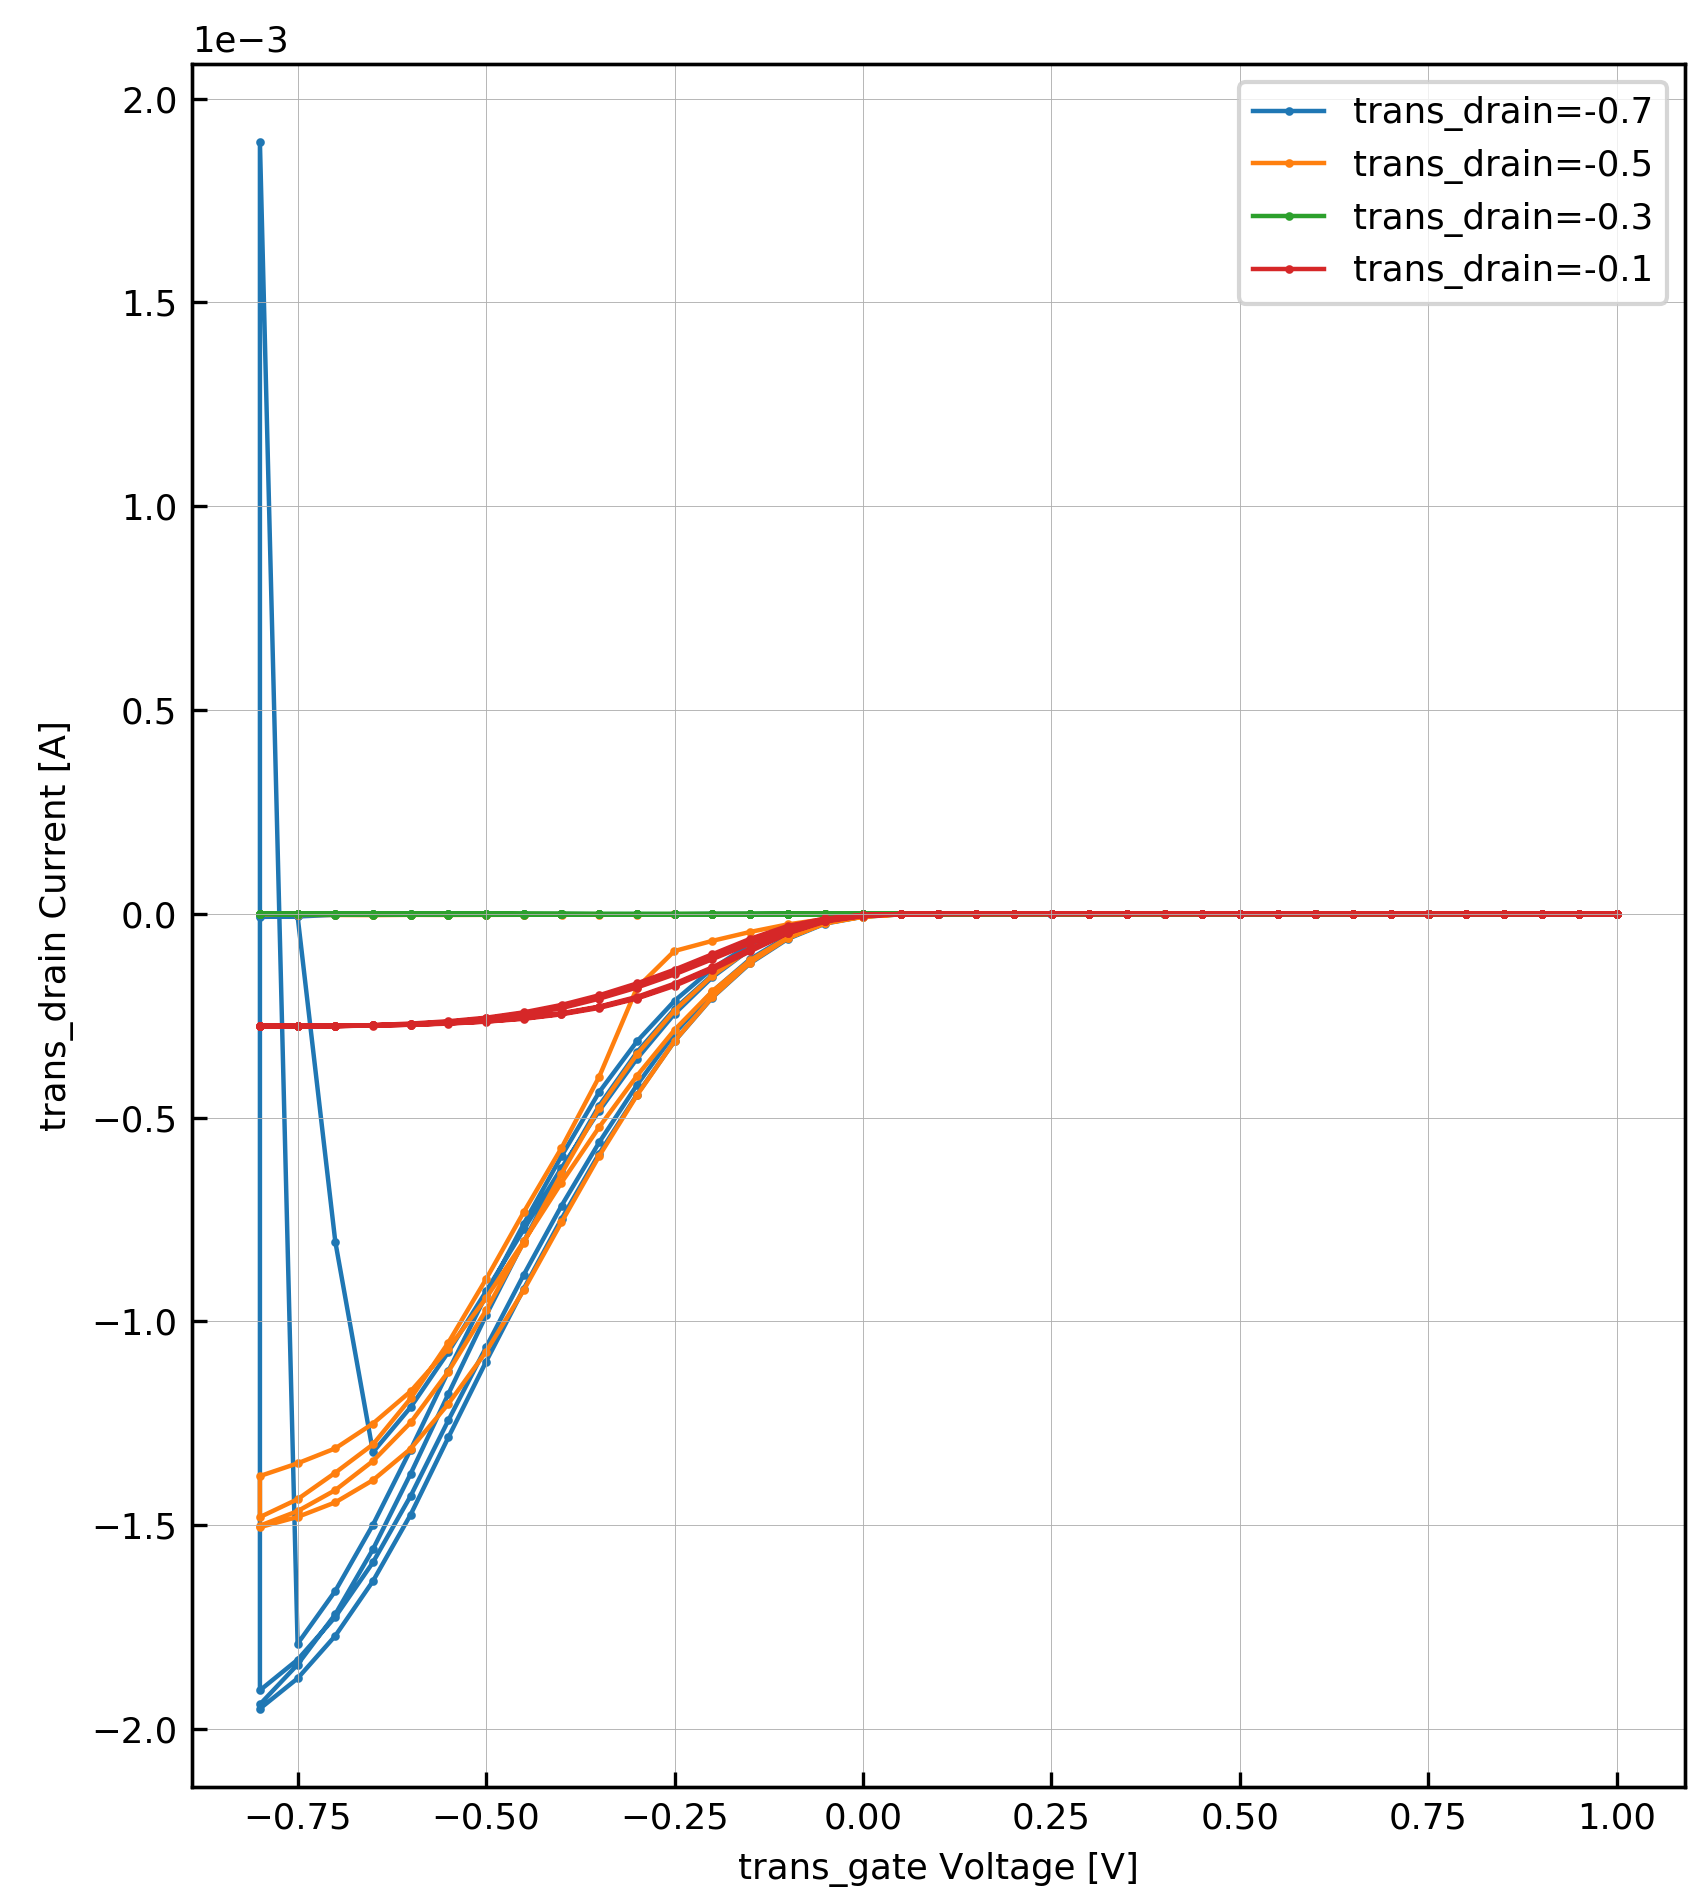 1e−3
2.0
1.5
1.0
0.5
0.0
−0.5
−1.0
−1.5
−2.0
trans_drain Current [A]
trans_drain=-0.7
trans_drain=-0.5
trans_drain=-0.3
trans_drain=-0.1
−0.75 −0.50 −0.25 0.00 0.25 0.50 0.75 1.00
trans_gate Voltage [V]